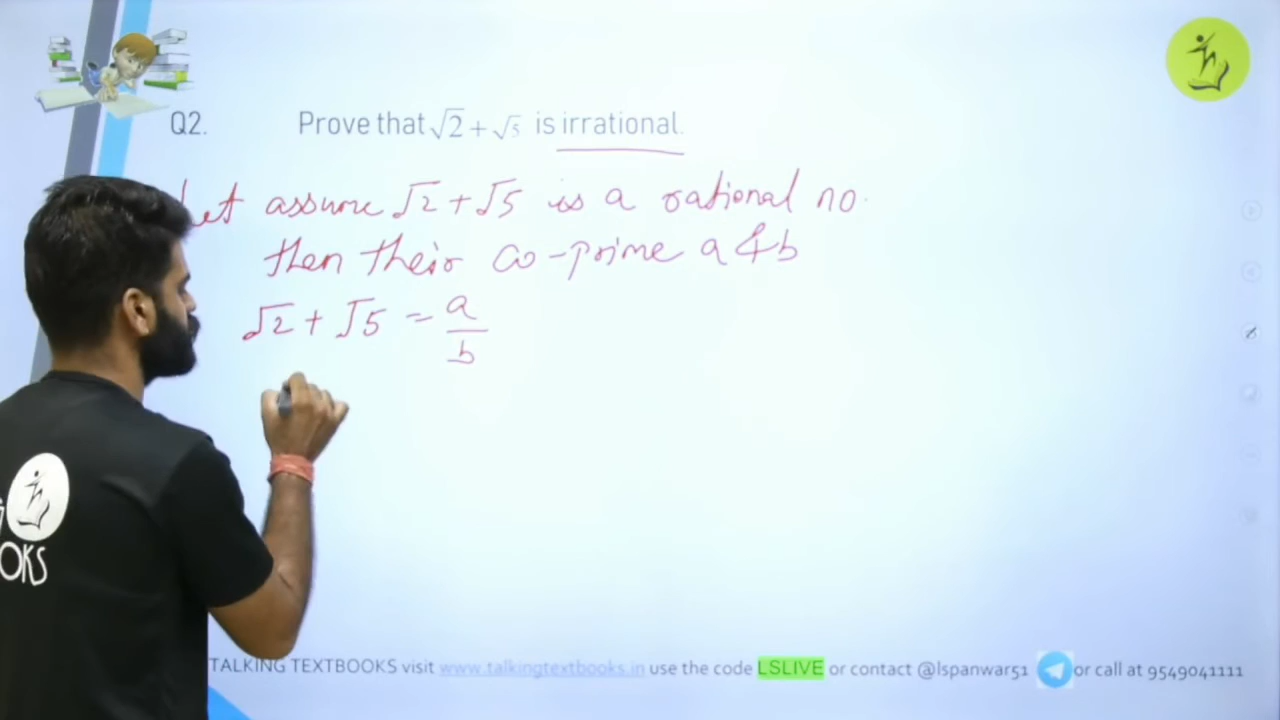 Q2. Prove that √2 + √5 is irrational.
Let assume √2 + √5 is a rational no.
then their co-prime a & b
√2 + √5 = a/b
OKS
TALKING TEXTBOOKS visit www.talkingtextbooks.in use the code LSLIVE or contact @lspanwar51 or call at 9549041111